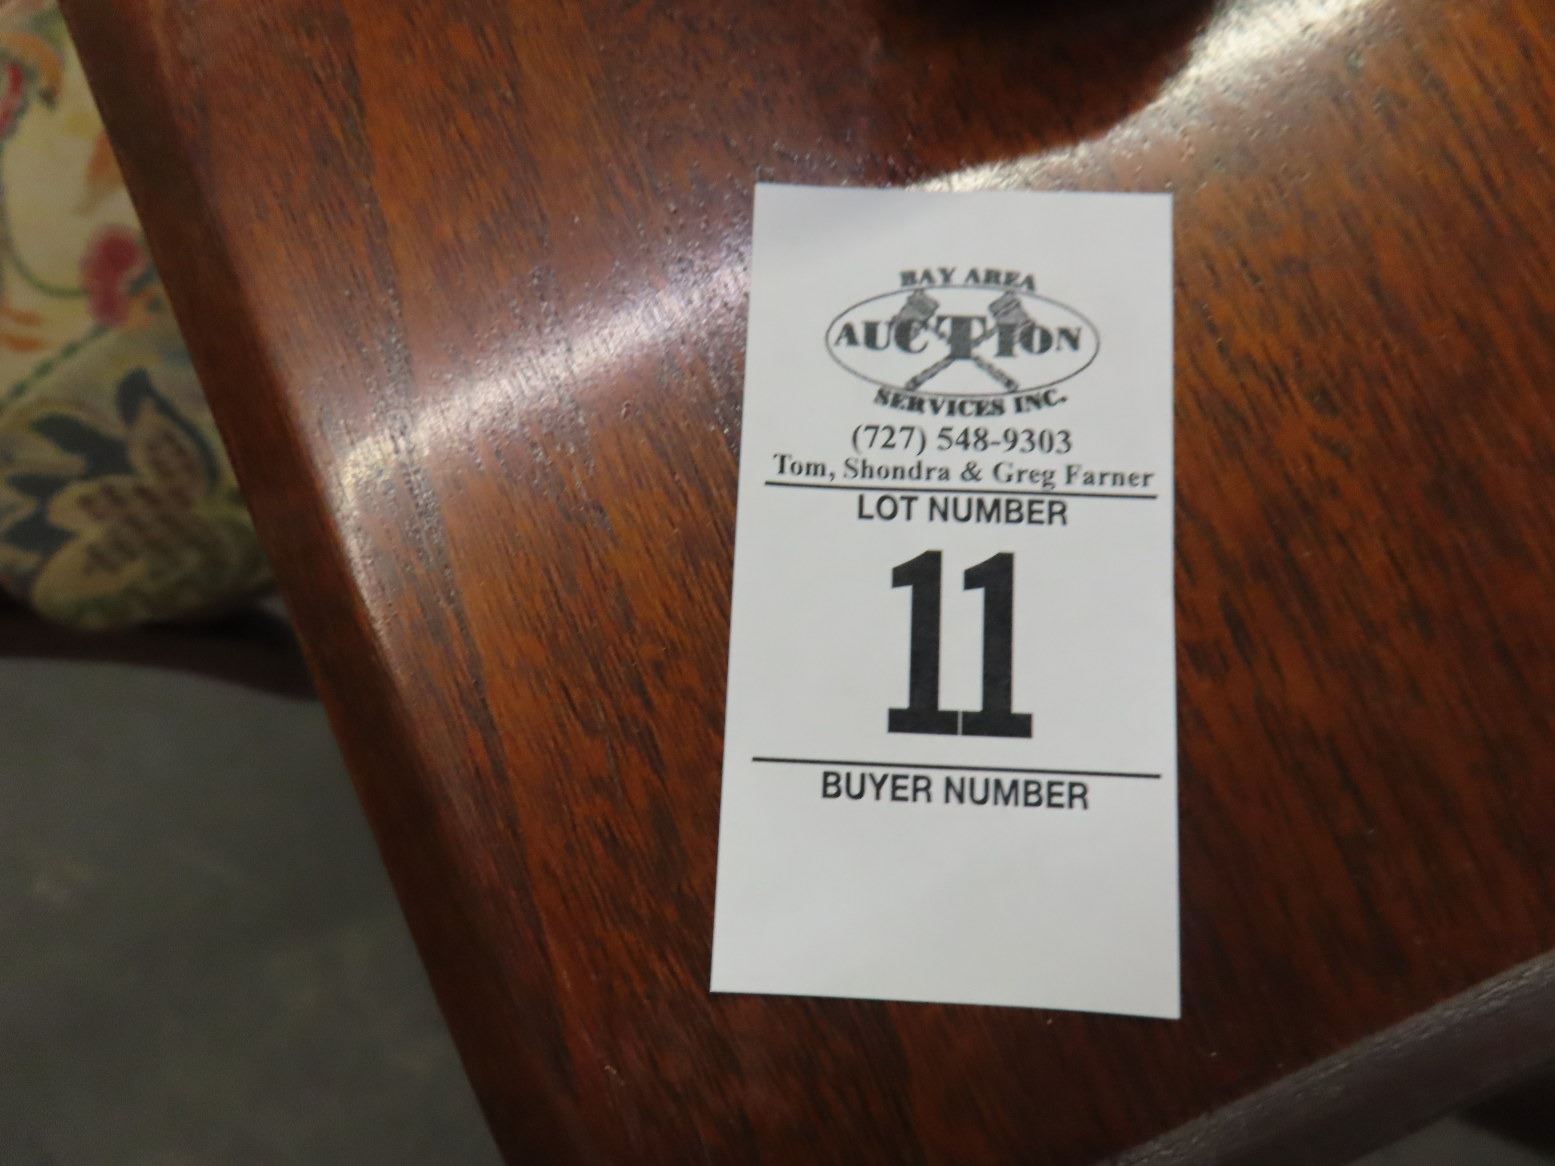 BAY AREA
AUCTION
SERVICES INC.
(727) 548-9303
Tom, Shondra & Greg Farner
LOT NUMBER
11
BUYER NUMBER